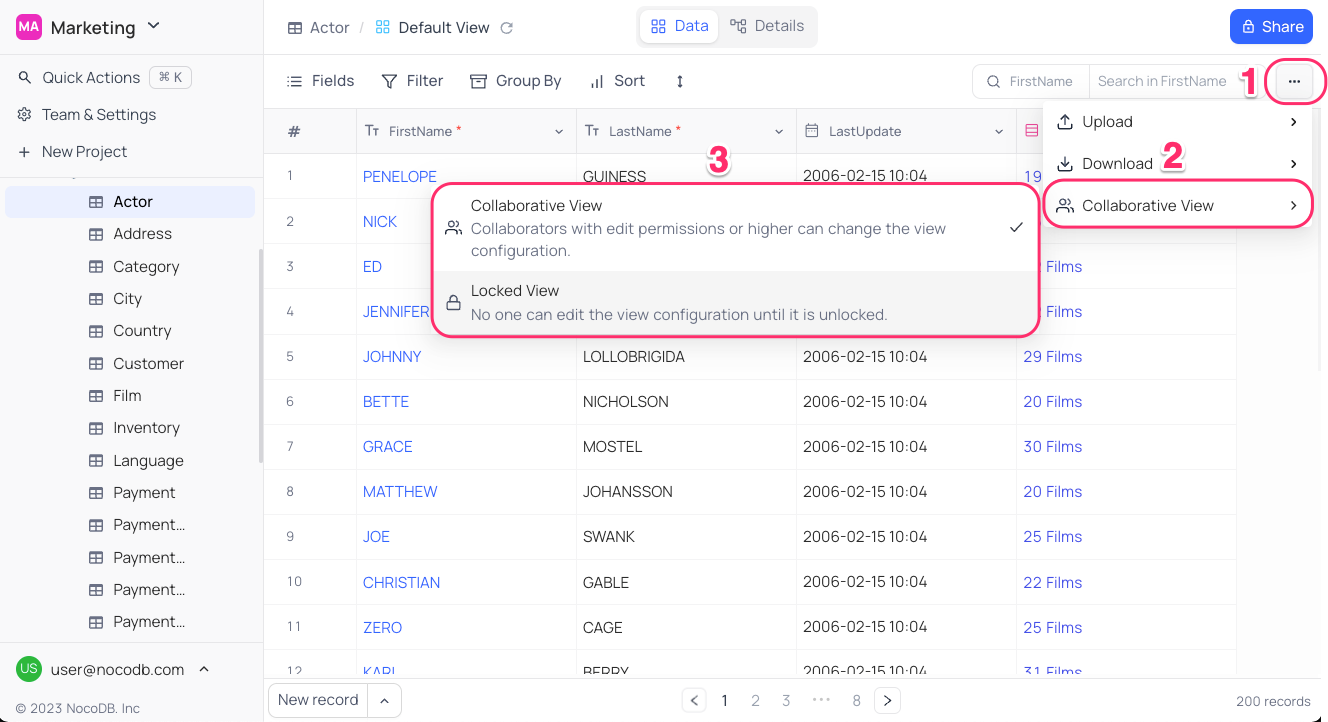 MA Marketing
Actor / Default View
Data Details
Share
Quick Actions ⌘ K
Team & Settings
New Project
Fields Filter Group By Sort
FirstName Search in FirstName 1 ...
Upload
Download 2
Collaborative View
# FirstName * LastName * LastUpdate
3
Collaborative View
Collaborators with edit permissions or higher can change the view
configuration.
Locked View
No one can edit the view configuration until it is unlocked.
Actor
Address
Category
City
Country
Customer
Film
Inventory
Language
Payment
Payment...
Payment...
Payment...
Payment...
1 PENELOPE GUINESS 2006-02-15 10:04 19
2 NICK
3 ED Films
4 JENNIFER Films
5 JOHNNY LOLLOBRIGIDA 2006-02-15 10:04 29 Films
6 BETTE NICHOLSON 2006-02-15 10:04 20 Films
7 GRACE MOSTEL 2006-02-15 10:04 30 Films
8 MATTHEW JOHANSSON 2006-02-15 10:04 20 Films
9 JOE SWANK 2006-02-15 10:04 25 Films
10 CHRISTIAN GABLE 2006-02-15 10:04 22 Films
11 ZERO CAGE 2006-02-15 10:04 25 Films
12 KARL BERRY 2006-02-15 10:04 31 Films
US user@nocodb.com
© 2023 NocoDB. Inc
New record
1 2 3 ... 8
200 records